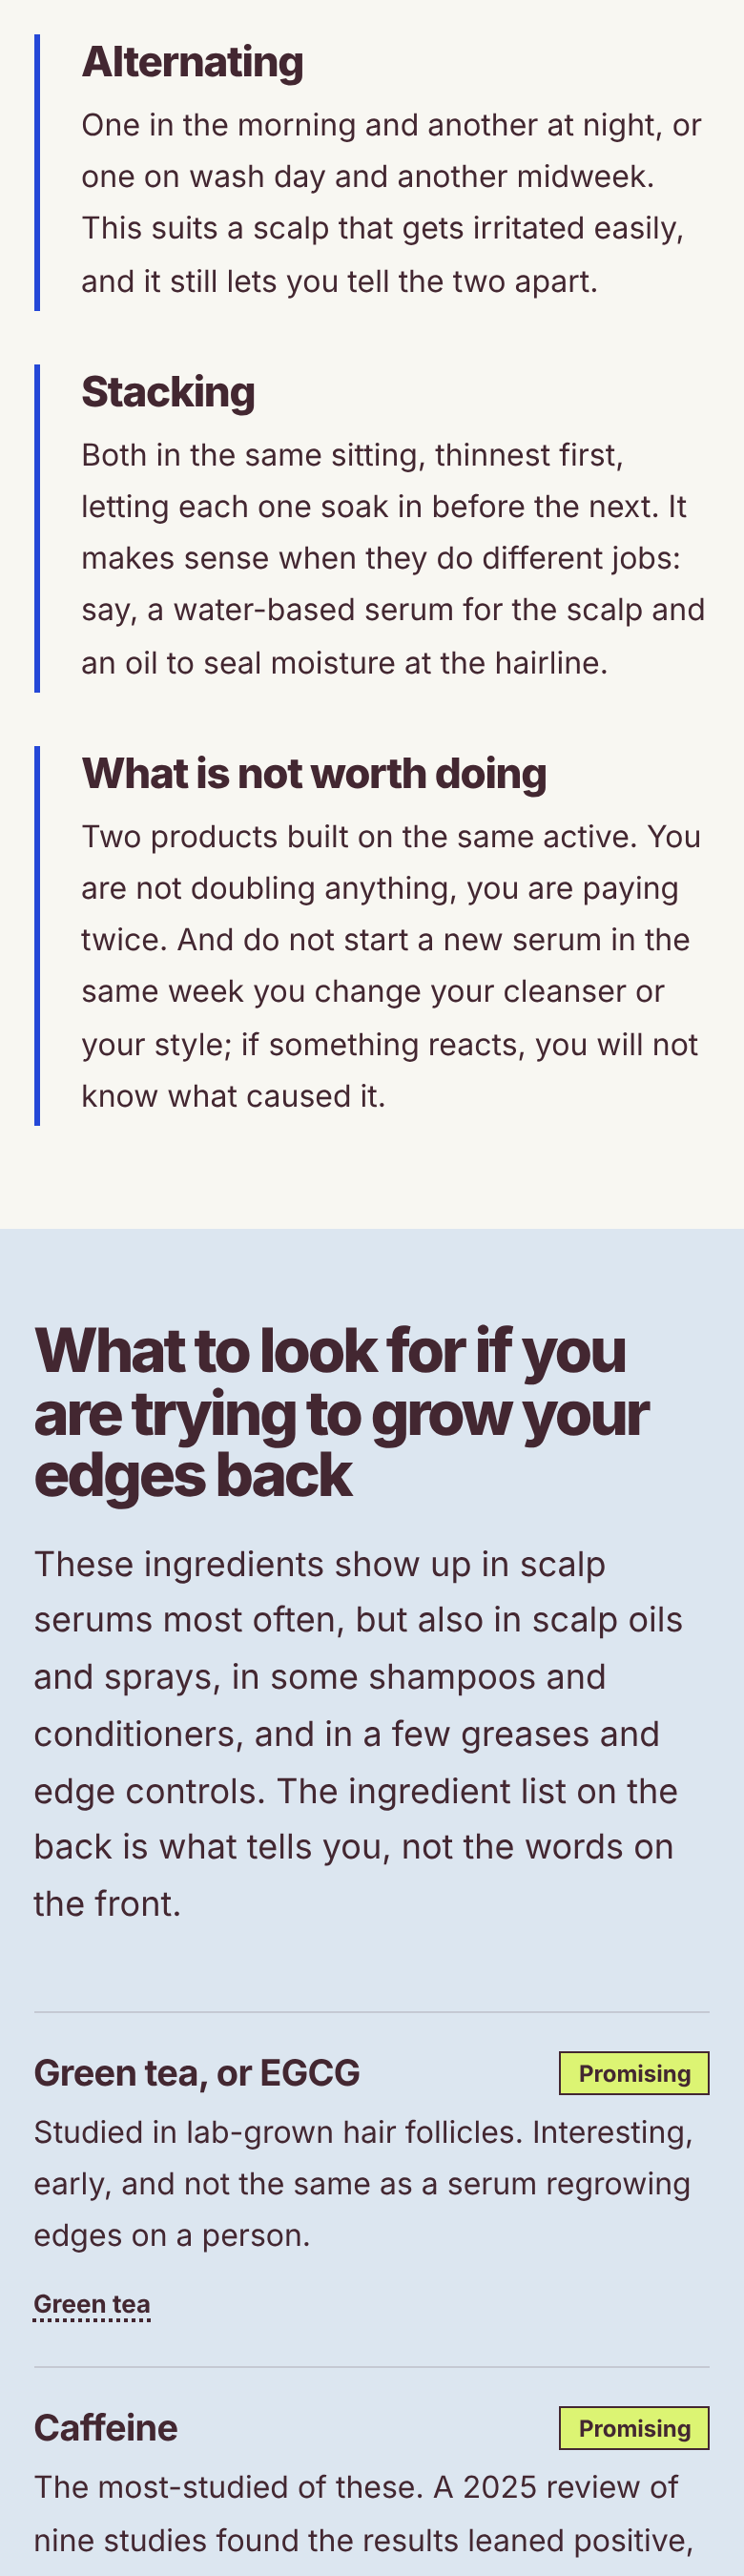 Alternating
One in the morning and another at night, or
one on wash day and another midweek.
This suits a scalp that gets irritated easily,
and it still lets you tell the two apart.
Stacking
Both in the same sitting, thinnest first,
letting each one soak in before the next. It
makes sense when they do different jobs:
say, a water-based serum for the scalp and
an oil to seal moisture at the hairline.
What is not worth doing
Two products built on the same active. You
are not doubling anything, you are paying
twice. And do not start a new serum in the
same week you change your cleanser or
your style; if something reacts, you will not
know what caused it.
What to look for if you
are trying to grow your
edges back
These ingredients show up in scalp
serums most often, but also in scalp oils
and sprays, in some shampoos and
conditioners, and in a few greases and
edge controls. The ingredient list on the
back is what tells you, not the words on
the front.
Green tea, or EGCG
Promising
Studied in lab-grown hair follicles. Interesting,
early, and not the same as a serum regrowing
edges on a person.
Green tea
Caffeine
Promising
The most-studied of these. A 2025 review of
nine studies found the results leaned positive,